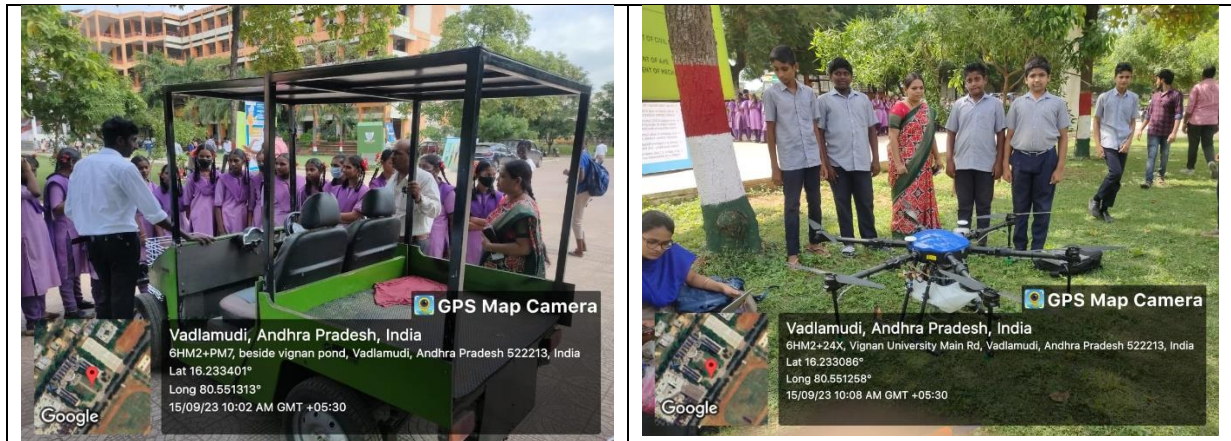 GPS Map Camera
Vadlamudi, Andhra Pradesh, India
6HM2+PM7, beside vignan pond, Vadlamudi, Andhra Pradesh 522213, India
Lat 16.233401°
Long 80.551313°
15/09/23 10:02 AM GMT +05:30
Google
GPS Map Camera
Vadlamudi, Andhra Pradesh, India
6HM2+24X, Vignan University Main Rd, Vadlamudi, Andhra Pradesh 522213, India
Lat 16.233086°
Long 80.551258°
15/09/23 10:08 AM GMT +05:30
Google